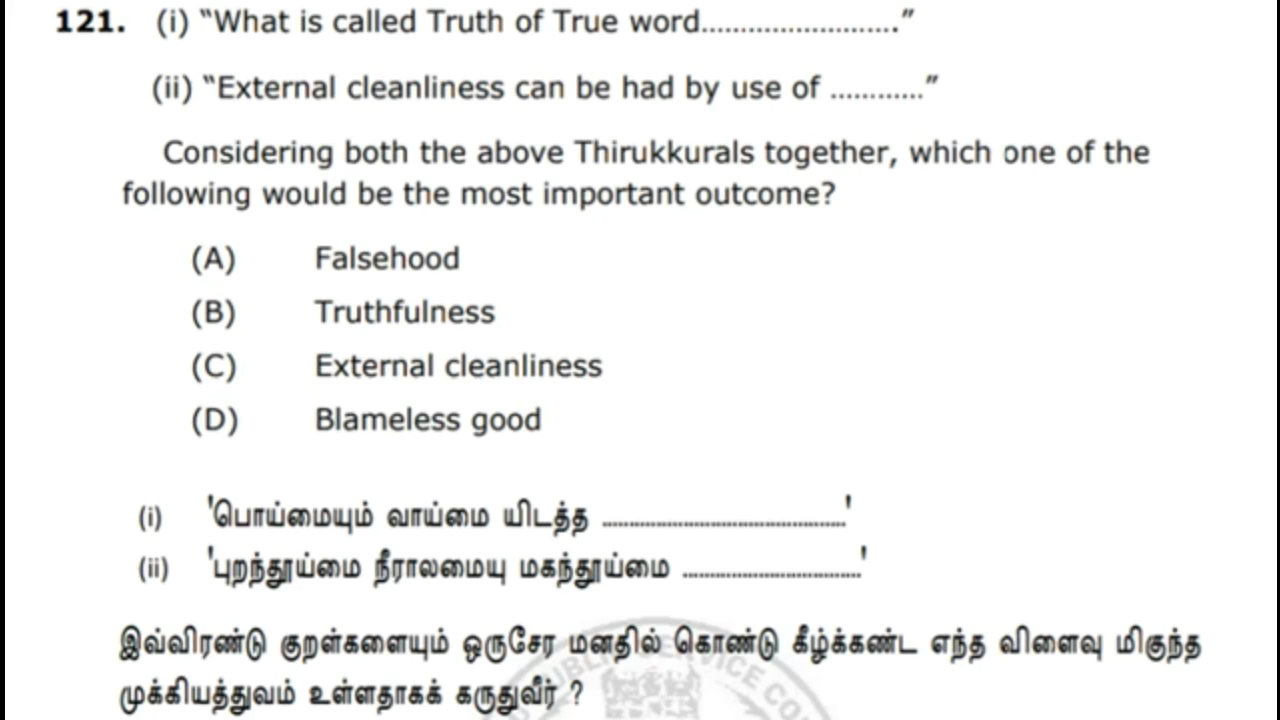 121. (i) “What is called Truth of True word.........................”
(ii) “External cleanliness can be had by use of ............”
Considering both the above Thirukkurals together, which one of the
following would be the most important outcome?
(A) Falsehood
(B) Truthfulness
(C) External cleanliness
(D) Blameless good
(i) 'பொய்மையும் வாய்மை யிடத்த ................................................'
(ii) 'புறந்தூய்மை நீராலமையு மகந்தூய்மை ...................................'
இவ்விரண்டு குறள்களையும் ஒருசேர மனதில் கொண்டு கீழ்க்கண்ட எந்த விளைவு மிகுந்த
முக்கியத்துவம் உள்ளதாகக் கருதுவீர் ?